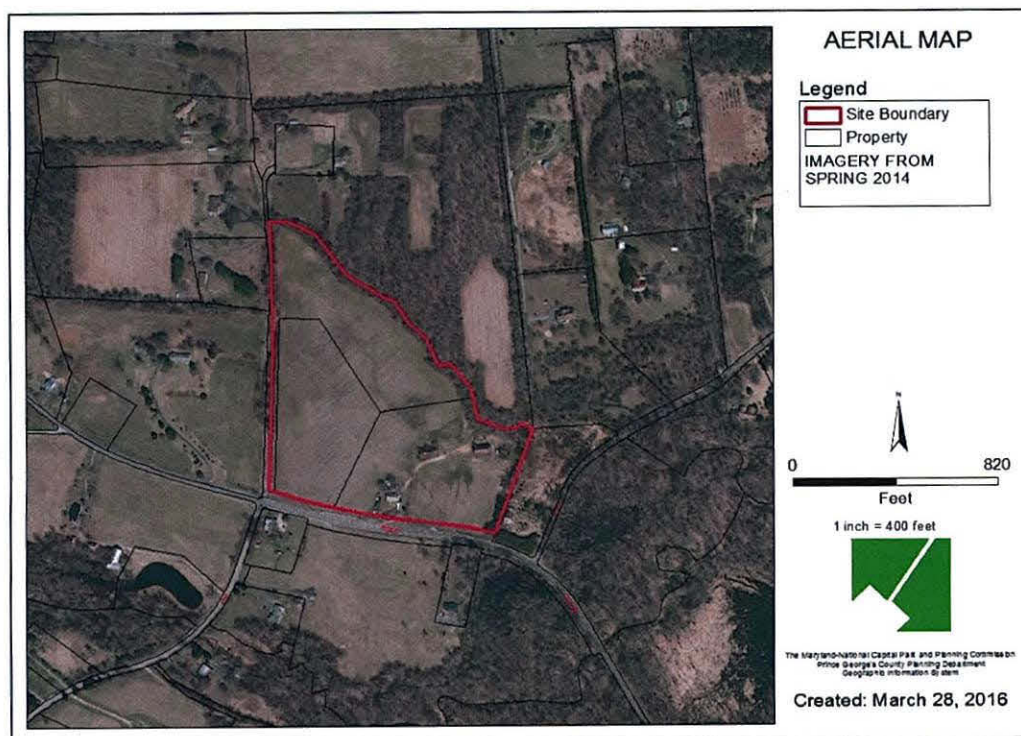 AERIAL MAP
Legend
Site Boundary
Property
IMAGERY FROM
SPRING 2014
N
0 820
Feet
1 inch = 400 feet
The Maryland-National Capital Park and Planning Commission
Prince George's County Planning Department
Geographic Information System
Created: March 28, 2016